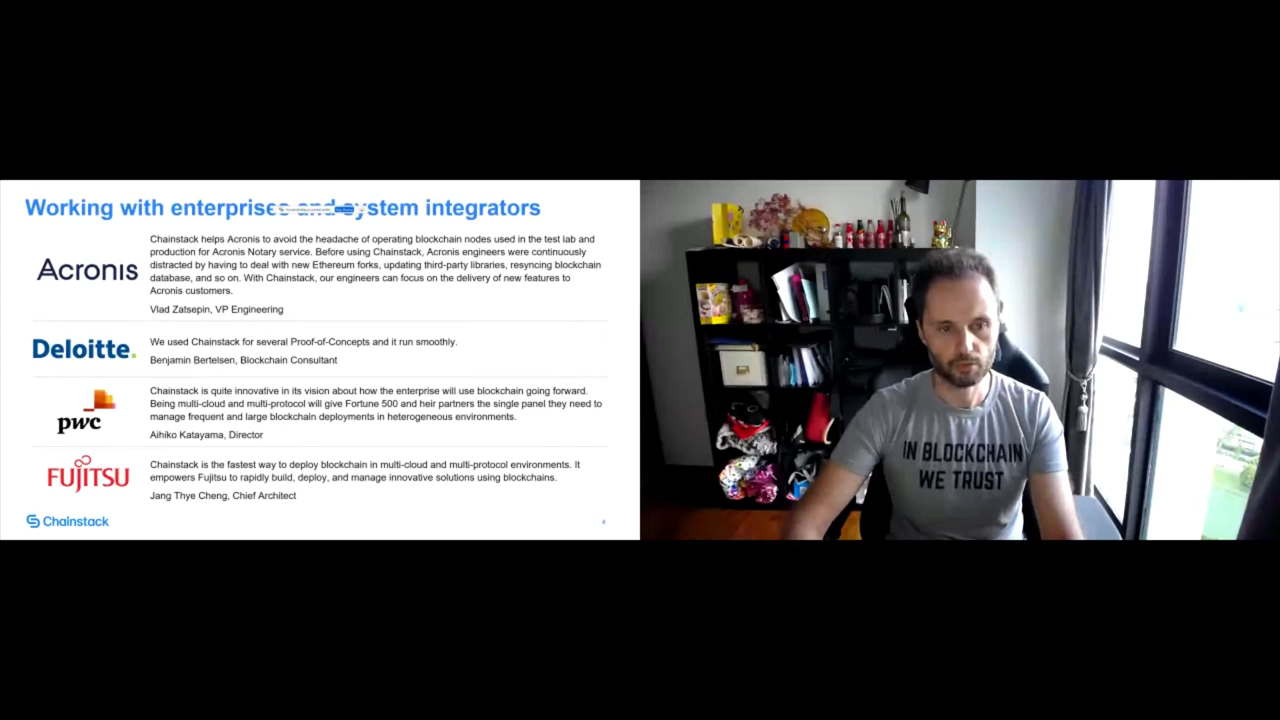 Working with enterprises and system integrators
Acronis
Chainstack helps Acronis to avoid the headache of operating blockchain nodes used in the test lab and
production for Acronis Notary service. Before using Chainstack, Acronis engineers were continuously
distracted by having to deal with new Ethereum forks, updating third-party libraries, resyncing blockchain
database, and so on. With Chainstack, our engineers can focus on the delivery of new features to
Acronis customers.
Vlad Zatsepin, VP Engineering
Deloitte.
We used Chainstack for several Proof-of-Concepts and it run smoothly.
Benjamin Bertelsen, Blockchain Consultant
pwc
Chainstack is quite innovative in its vision about how the enterprise will use blockchain going forward.
Being multi-cloud and multi-protocol will give Fortune 500 and heir partners the single panel they need to
manage frequent and large blockchain deployments in heterogeneous environments.
Aihiko Katayama, Director
FUJITSU
Chainstack is the fastest way to deploy blockchain in multi-cloud and multi-protocol environments. It
empowers Fujitsu to rapidly build, deploy, and manage innovative solutions using blockchains.
Jang Thye Cheng, Chief Architect
Chainstack
IN BLOCKCHAIN
WE TRUST